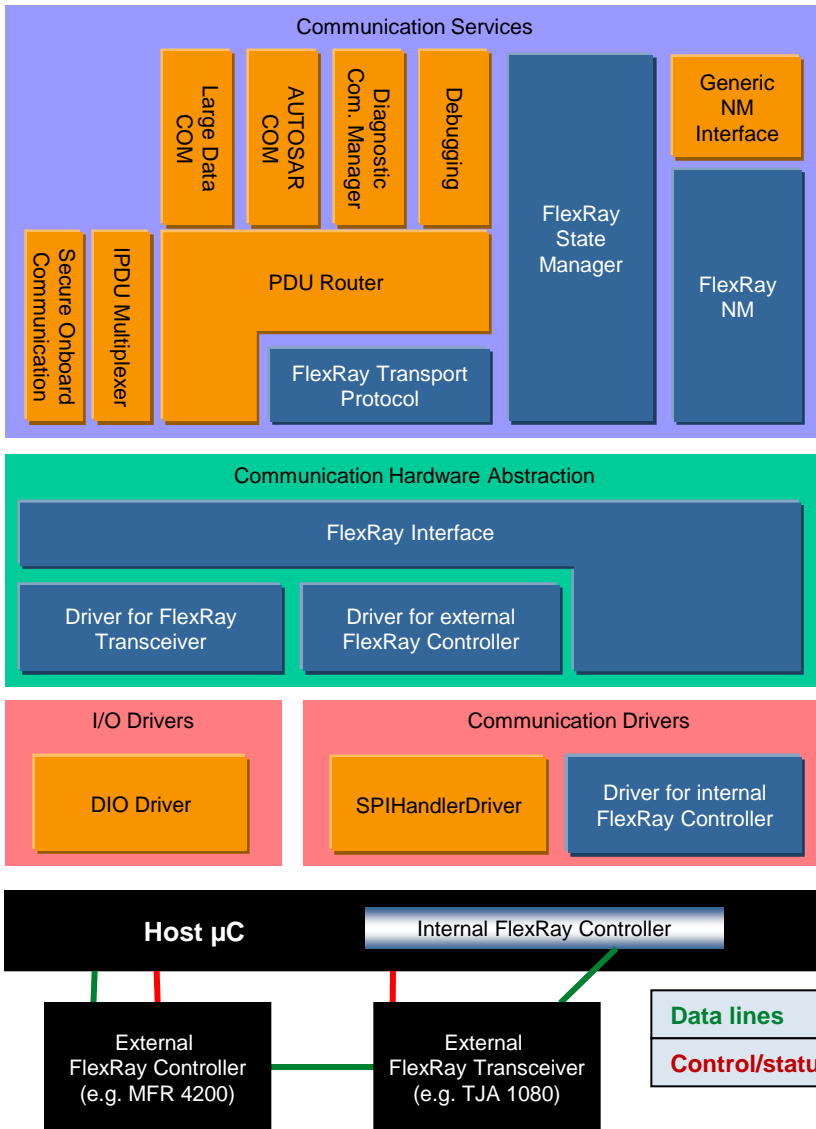 Communication Services
Large Data
COM
AUTOSAR
COM
Diagnostic
Com. Manager
Debugging
FlexRay
State
Manager
Generic
NM
Interface
Secure Onboard
Communication
IPDU Multiplexer
PDU Router
FlexRay Transport
Protocol
FlexRay
NM
Communication Hardware Abstraction
FlexRay Interface
Driver for FlexRay
Transceiver
Driver for external
FlexRay Controller
I/O Drivers
Communication Drivers
DIO Driver
SPIHandlerDriver
Driver for internal
FlexRay Controller
Host µC
Internal FlexRay Controller
External
FlexRay Controller
(e.g. MFR 4200)
External
FlexRay Transceiver
(e.g. TJA 1080)
Data lines
Control/statu